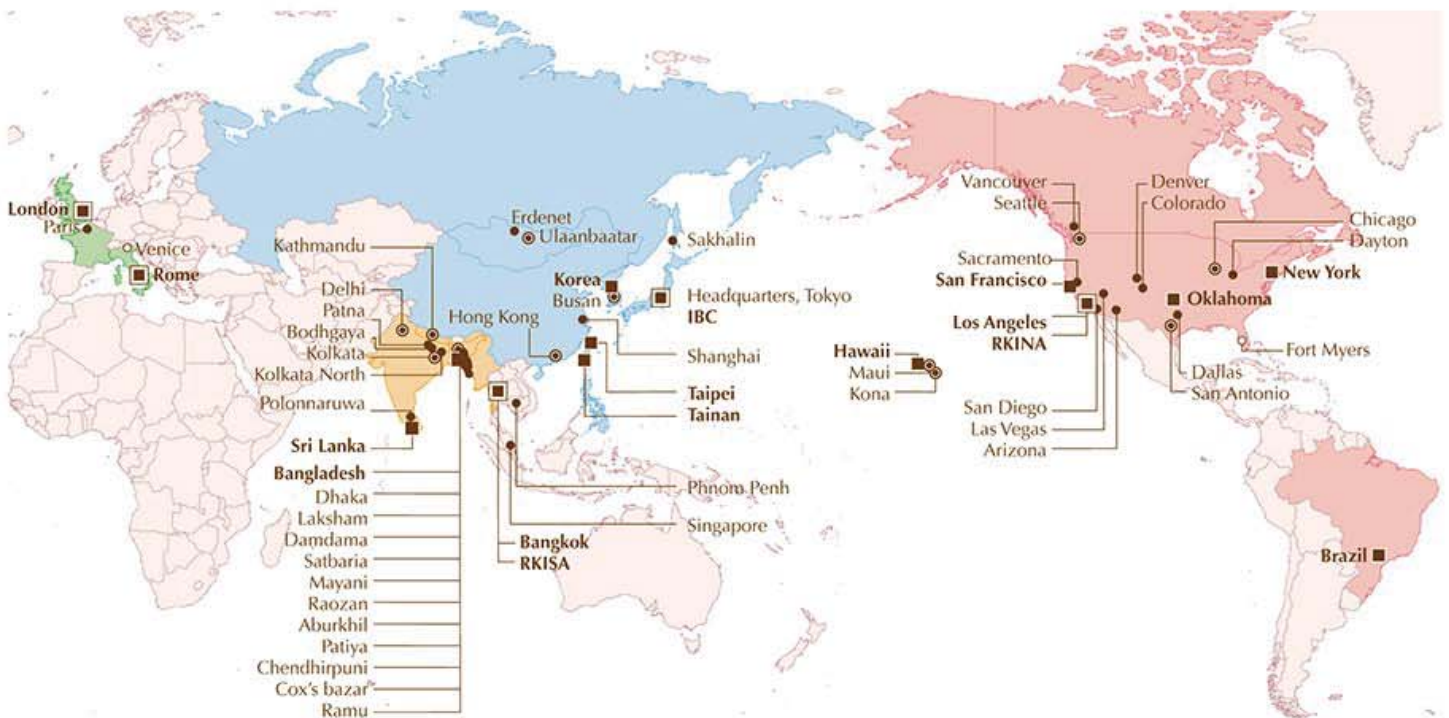 London
Paris
Venice
Rome
Kathmandu
Delhi
Patna
Bodhgaya
Kolkata
Kolkata North
Polonnaruwa
Sri Lanka
Bangladesh
Dhaka
Laksham
Damdama
Satbaria
Mayani
Raozan
Aburkhil
Patiya
Chendhirpuni
Cox's bazar
Ramu
Erdenet
Ulaanbaatar
Sakhalin
Korea
Busan
Headquarters, Tokyo
IBC
Hong Kong
Shanghai
Taipei
Tainan
Phnom Penh
Singapore
Bangkok
RKISA
Hawaii
Maui
Kona
Vancouver
Seattle
Sacramento
San Francisco
Los Angeles
RKINA
San Diego
Las Vegas
Arizona
Denver
Colorado
Chicago
Dayton
New York
Oklahoma
Fort Myers
Dallas
San Antonio
Brazil